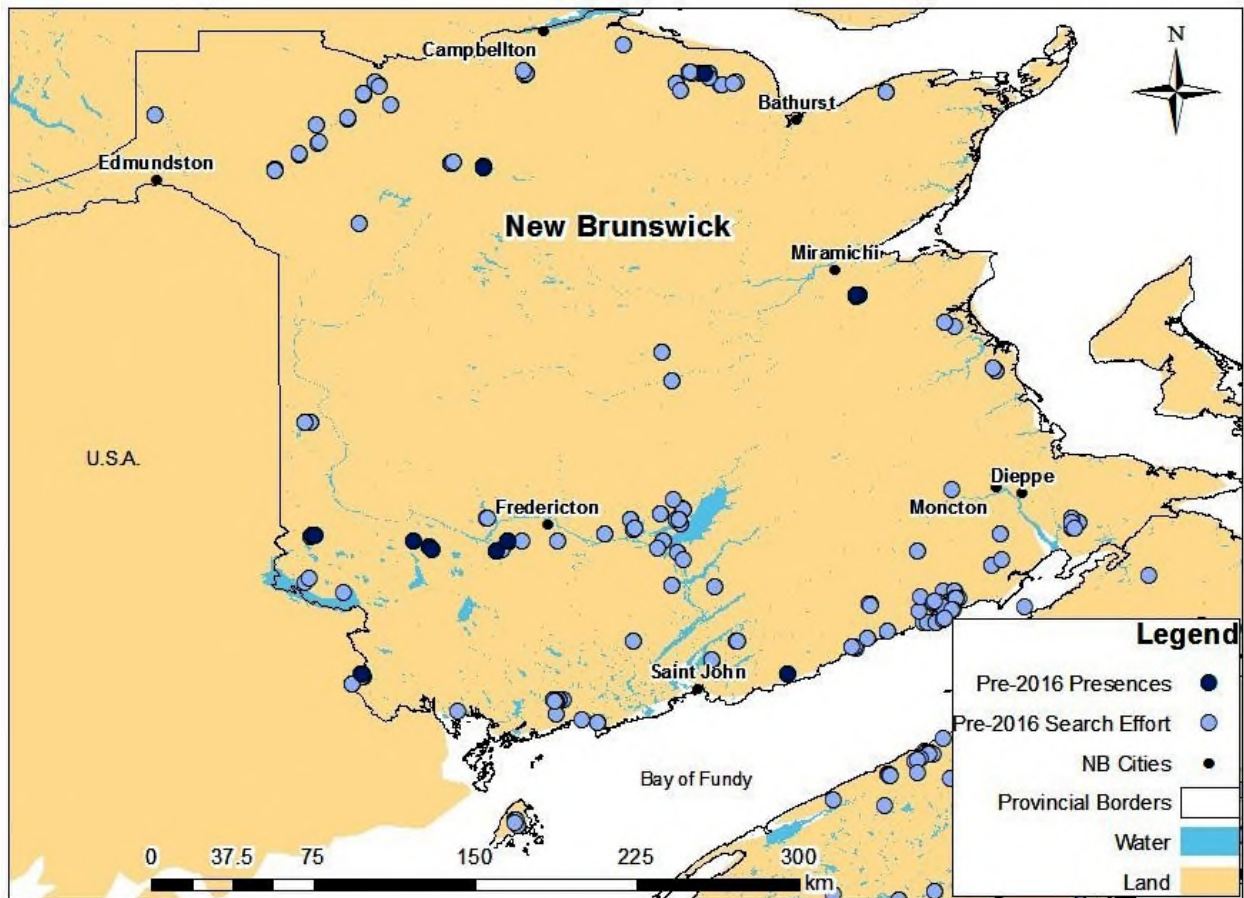 Campbellton
N
Bathurst
Edmundston
New Brunswick
Miramichi
U.S.A.
Dieppe
Fredericton
Moncton
Saint John
Legend
Pre-2016 Presences
Pre-2016 Search Effort
Bay of Fundy
NB Cities
Provincial Borders
0 37.5 75 150 225 300
Water
km
Land